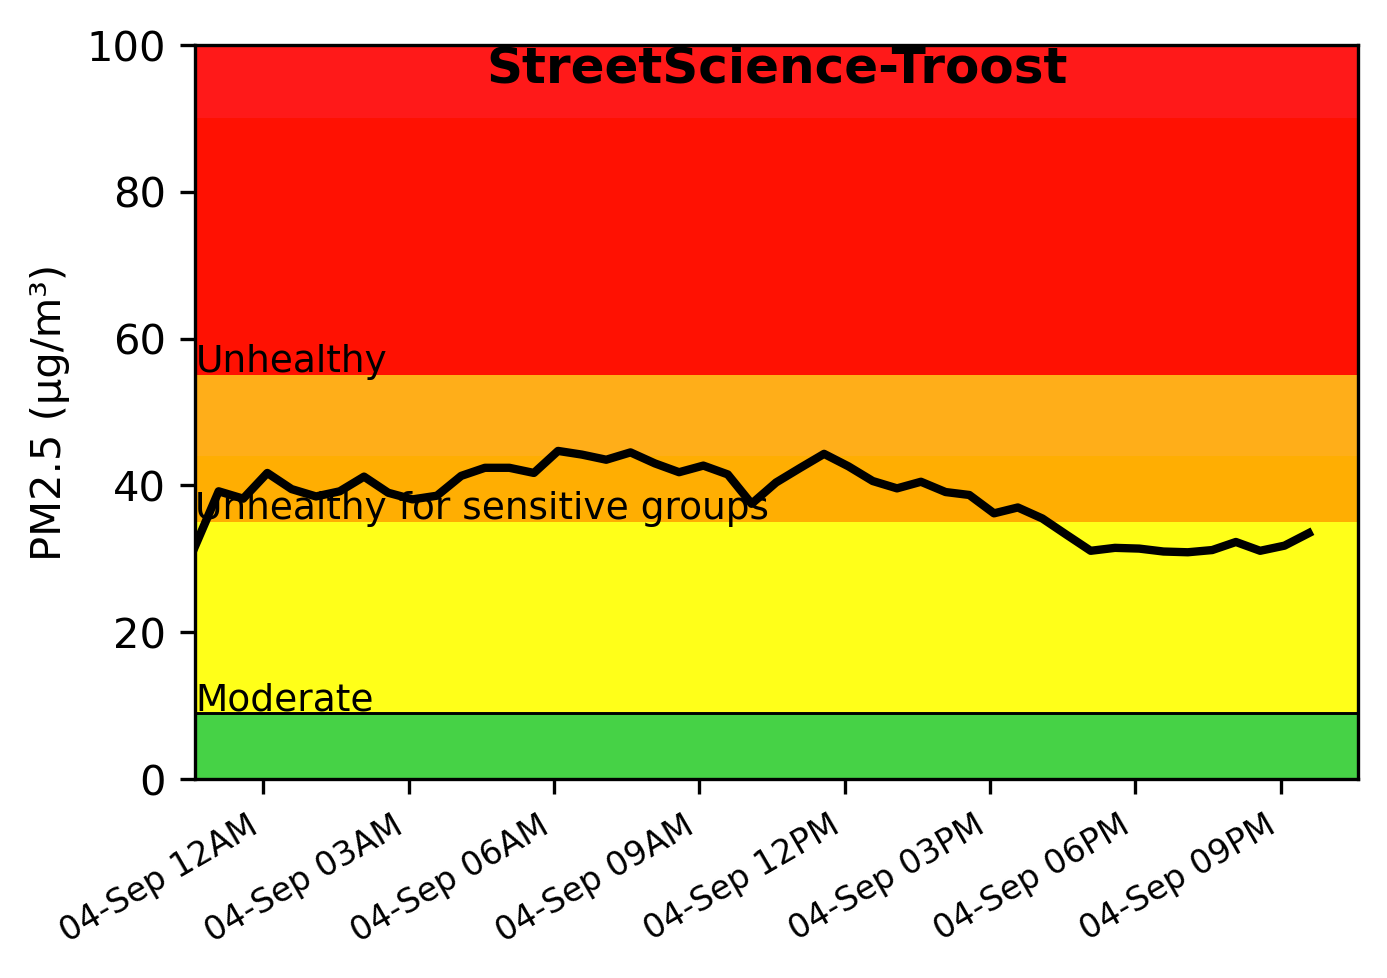 StreetScience-Troost
100
80
60
40
20
0
PM2.5 (µg/m³)
Unhealthy
Unhealthy for sensitive groups
Moderate
04-Sep 12AM
04-Sep 03AM
04-Sep 06AM
04-Sep 09AM
04-Sep 12PM
04-Sep 03PM
04-Sep 06PM
04-Sep 09PM